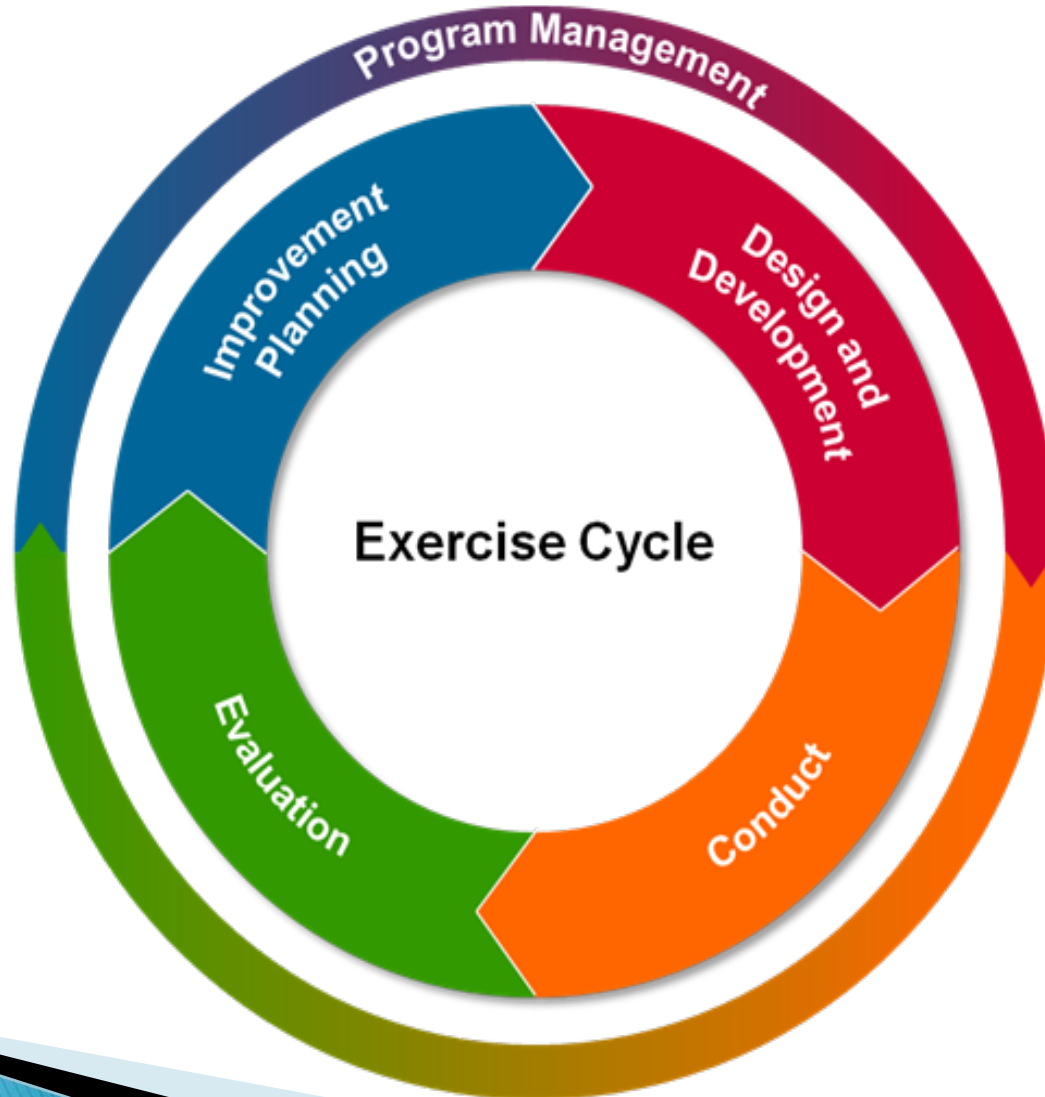 Program Management
Improvement
Planning
Design and
Development
Exercise Cycle
Evaluation
Conduct